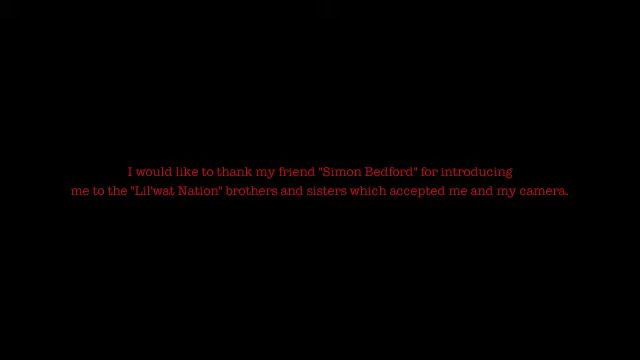 I would like to thank my friend "Simon Bedford" for introducing
me to the "Lil'wat Nation" brothers and sisters which accepted me and my camera.